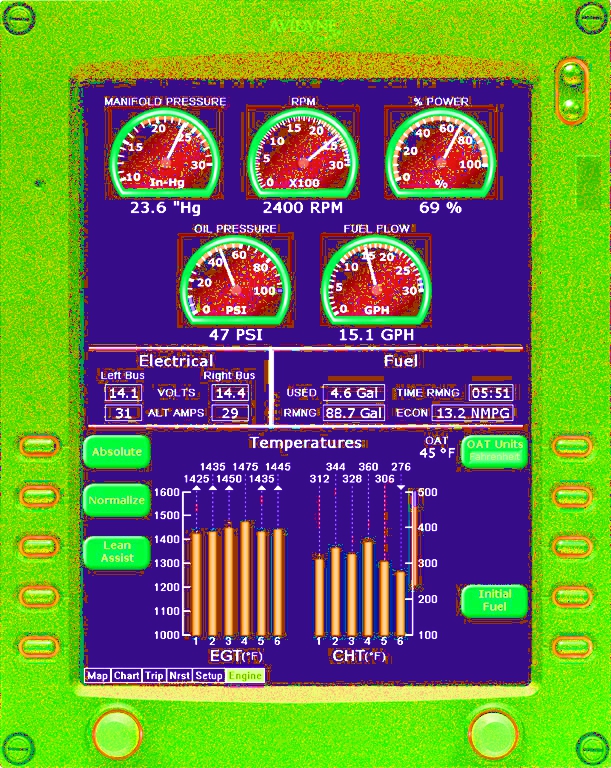 Avidyne
MANIFOLD PRESSURE RPM % POWER
10 15 20 25 30 In-Hg
0 5 10 15 20 25 30 X100
0 20 40 60 80 100 %
23.6 "Hg 2400 RPM 69 %
OIL PRESSURE FUEL FLOW
0 20 40 60 80 100 PSI
0 5 10 15 20 25 30 GPH
47 PSI 15.1 GPH
Electrical Fuel
Left Bus Right Bus
14.1 VOLTS 14.4 USED 4.6 Gal TIME RMNG 05:51
31 ALT AMPS 29 RMNG 88.7 Gal ECON 13.2 NMPG
Temperatures
OAT
45 °F
OAT Units
Fahrenheit
Absolute
Normalize
Lean
Assist
Initial
Fuel
1435 1475 1445
1425 1450 1435
344 360 276
312 328 306
1600 500
1500 400
1400
1300 300
1200 200
1100
1000 100
1 2 3 4 5 6 1 2 3 4 5 6
EGT(°F) CHT(°F)
Map Chart Trip Nrst Setup Engine